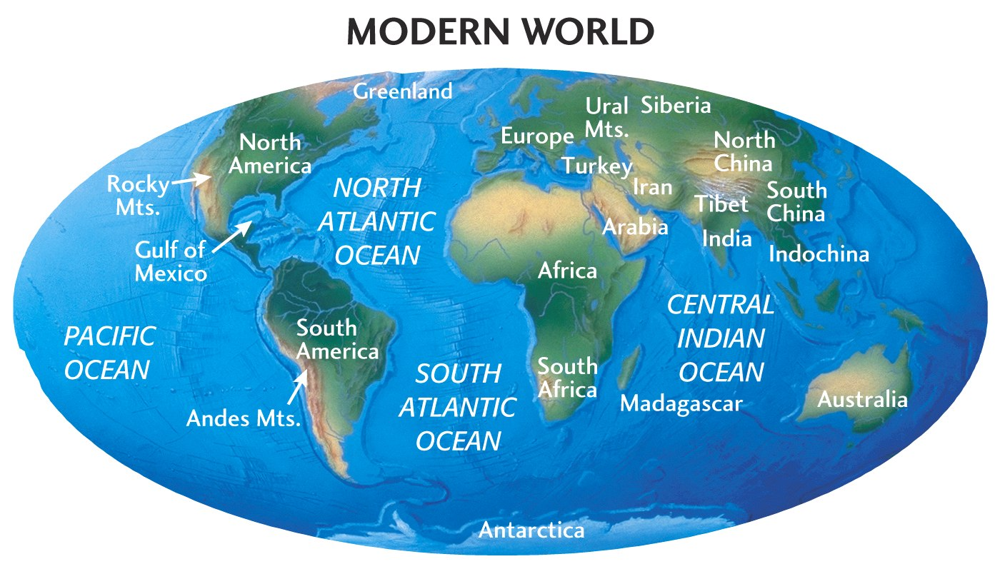 MODERN WORLD
Greenland
Ural
Mts.
Siberia
Europe
North
America
North
China
Turkey
Rocky
Mts.
NORTH
ATLANTIC
OCEAN
Iran
Tibet
South
China
Arabia
India
Gulf of
Mexico
Indochina
Africa
CENTRAL
INDIAN
OCEAN
PACIFIC
OCEAN
South
America
SOUTH
ATLANTIC
OCEAN
South
Africa
Madagascar
Australia
Andes Mts.
Antarctica